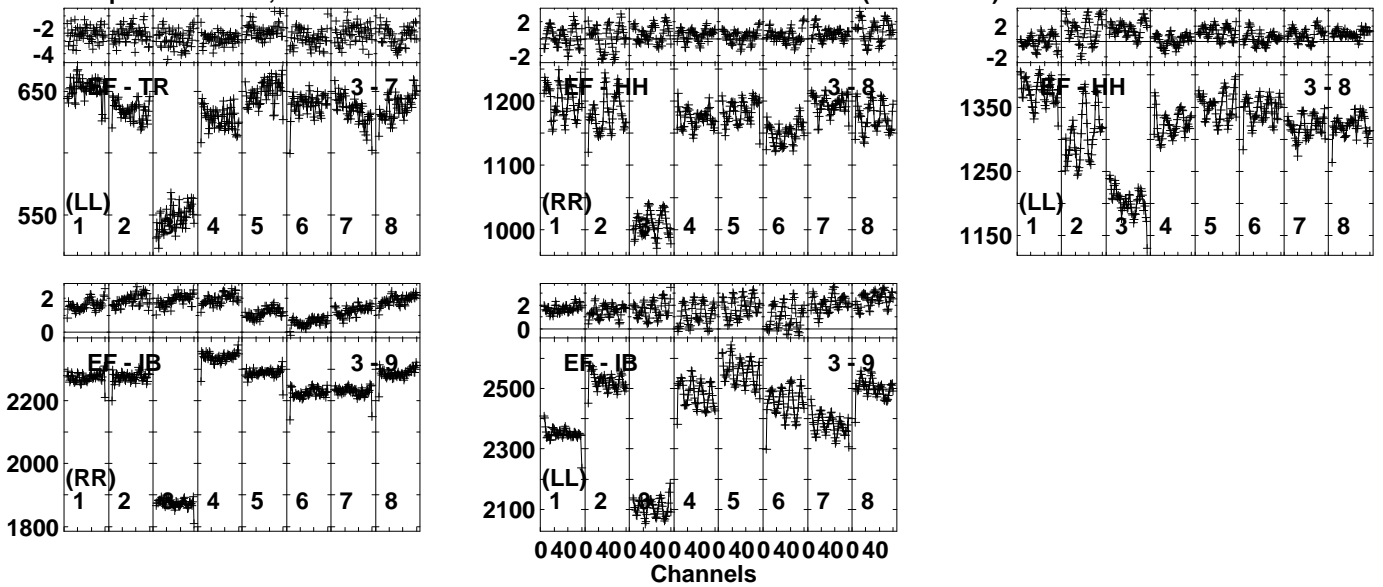 -2
-4
650
EF - TR 3 - 7
550
(LL)
1 2 3 4 5 6 7 8
2
-2
1200
EF - HH 3 - 8
1100
(RR)
1000
1 2 3 4 5 6 7 8
2
-2
1350
EF - HH 3 - 8
1250
(LL)
1150
1 2 3 4 5 6 7 8
2
0
EF - IB 3 - 9
2200
2000
(RR)
1 2 3 4 5 6 7 8
1800
2
0
EF - IB 3 - 9
2500
2300
(LL)
1 2 3 4 5 6 7 8
2100
0 40 0 40 0 40 0 40 0 40 0 40 0 40 0 40
Channels